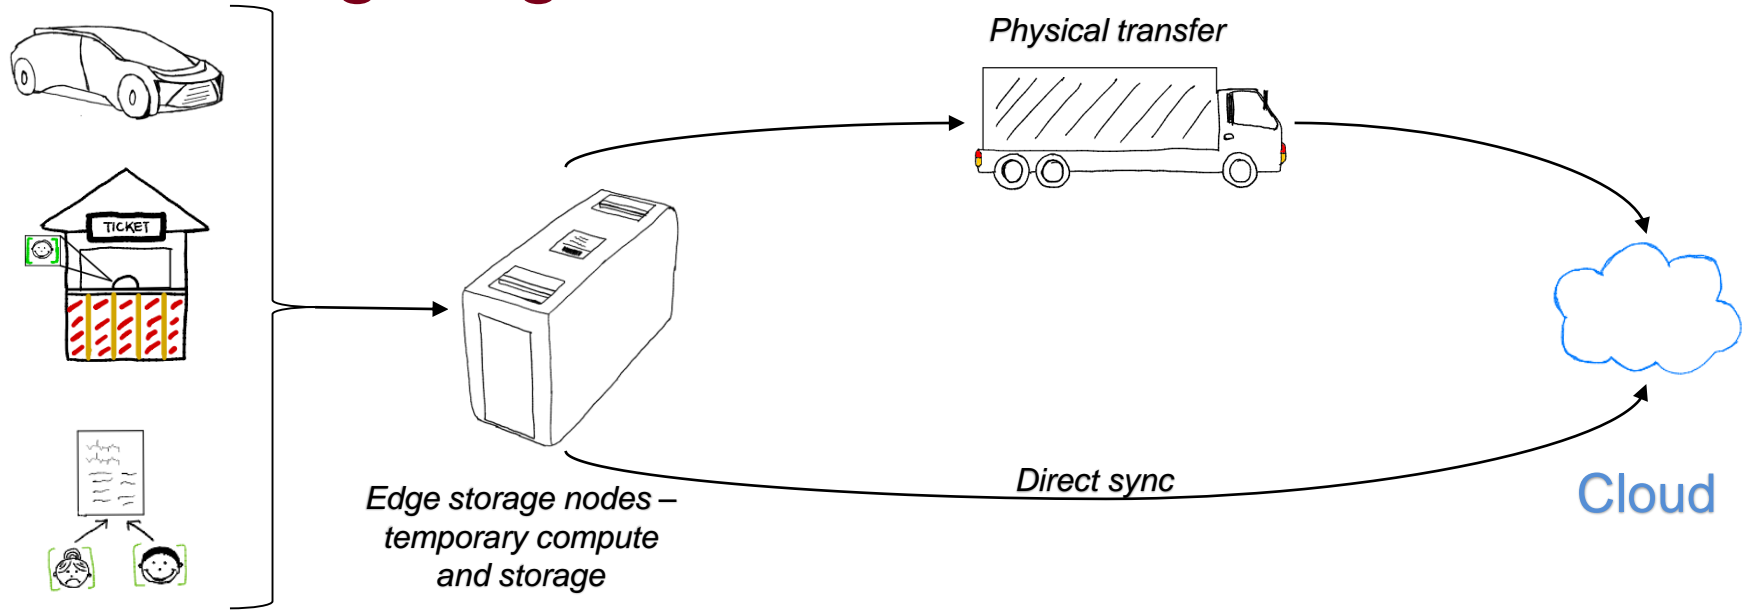 Physical transfer
TICKET
Direct sync
Cloud
Edge storage nodes –
temporary compute
and storage